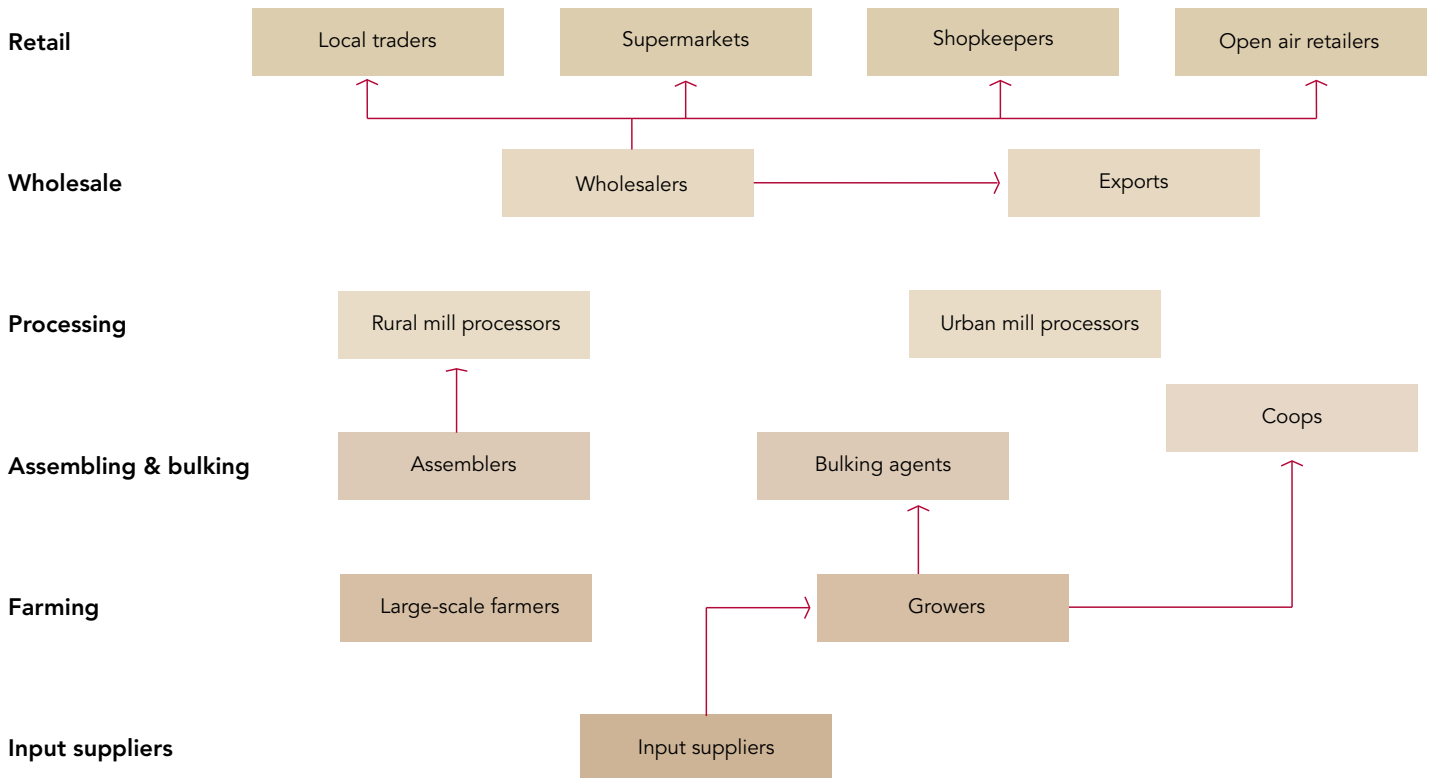 Retail
Local traders
Supermarkets
Shopkeepers
Open air retailers
Wholesale
Wholesalers
Exports
Processing
Rural mill processors
Urban mill processors
Coops
Assembling & bulking
Assemblers
Bulking agents
Farming
Large-scale farmers
Growers
Input suppliers
Input suppliers